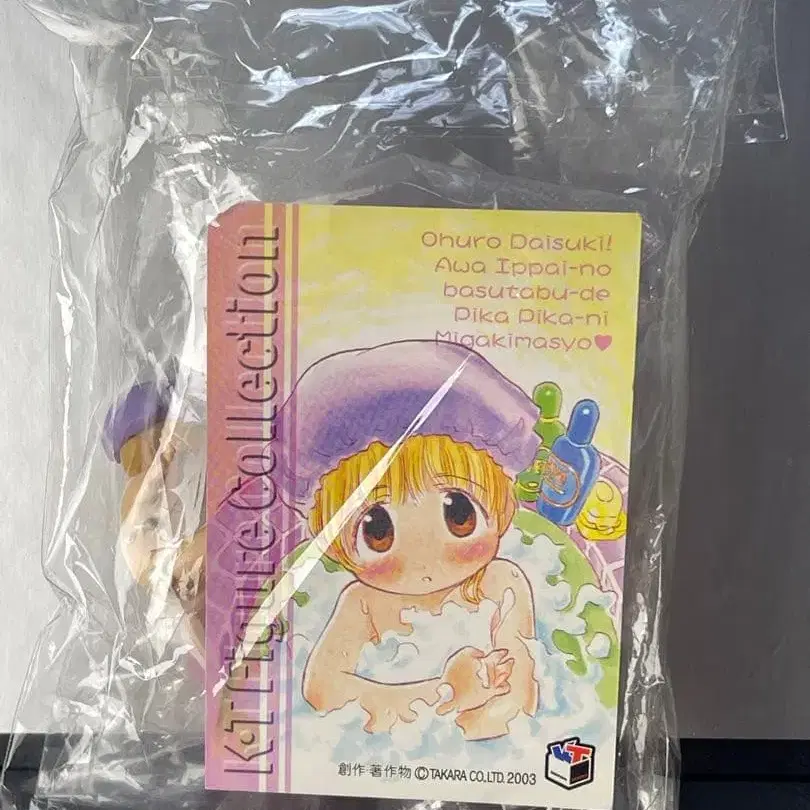 Ohuro Daisuki!
Awa Ippai-no
basutabu-de
Pika Pika-ni
Migakimasyo♥
K·T Figure Collection
K·T
創作·著作物 ©TAKARA CO.,LTD. 2003